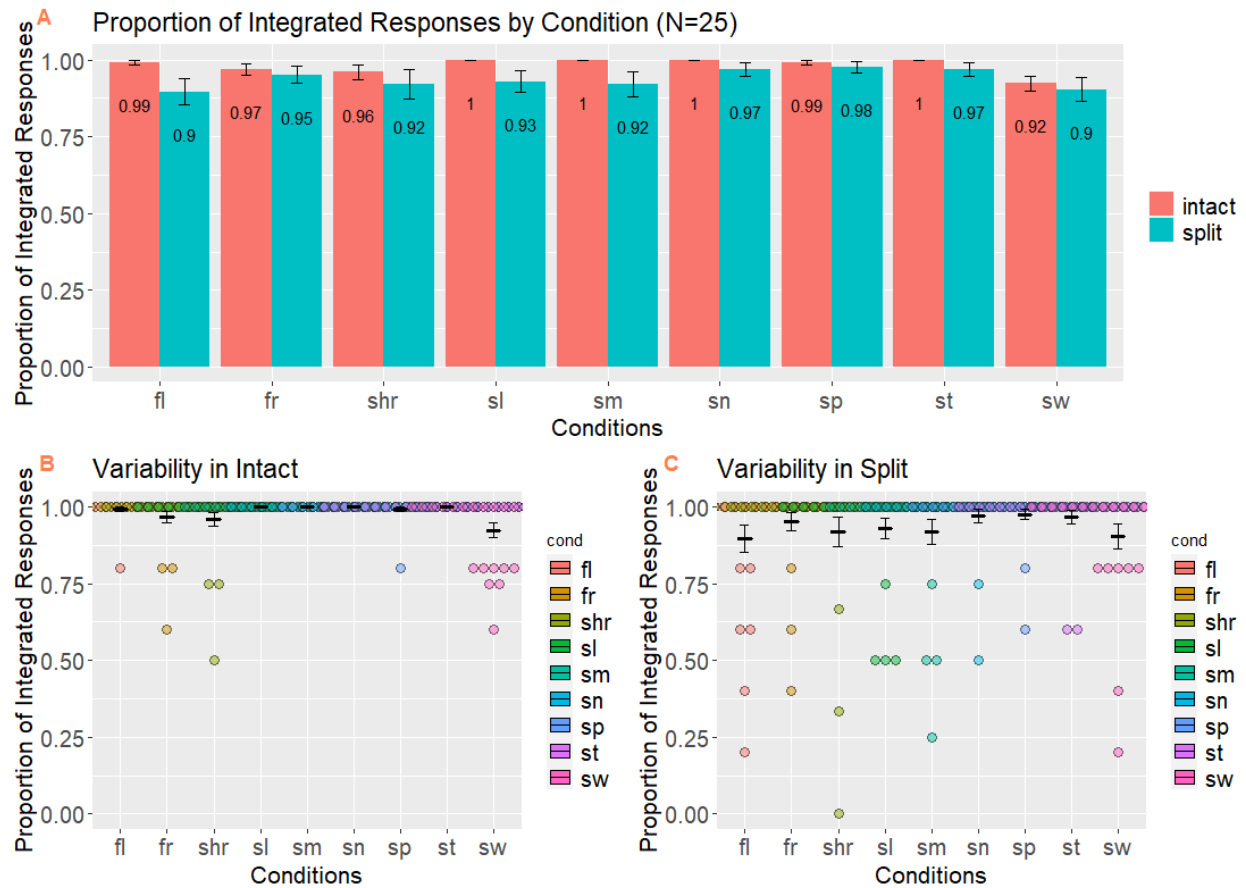 A
Proportion of Integrated Responses by Condition (N=25)
Proportion of Integrated Responses
1.00
0.75
0.50
0.25
0.00
0.99 0.9 0.97 0.95 0.96 0.92 1 0.93 1 0.92 1 0.97 0.99 0.98 1 0.97 0.92 0.9
fl fr shr sl sm sn sp st sw
Conditions
intact
split
B
Variability in Intact
Proportion of Integrated Responses
1.00
0.75
0.50
0.25
0.00
fl fr shr sl sm sn sp st sw
Conditions
cond
fl
fr
shr
sl
sm
sn
sp
st
sw
C
Variability in Split
Proportion of Integrated Responses
1.00
0.75
0.50
0.25
0.00
fl fr shr sl sm sn sp st sw
Conditions
cond
fl
fr
shr
sl
sm
sn
sp
st
sw